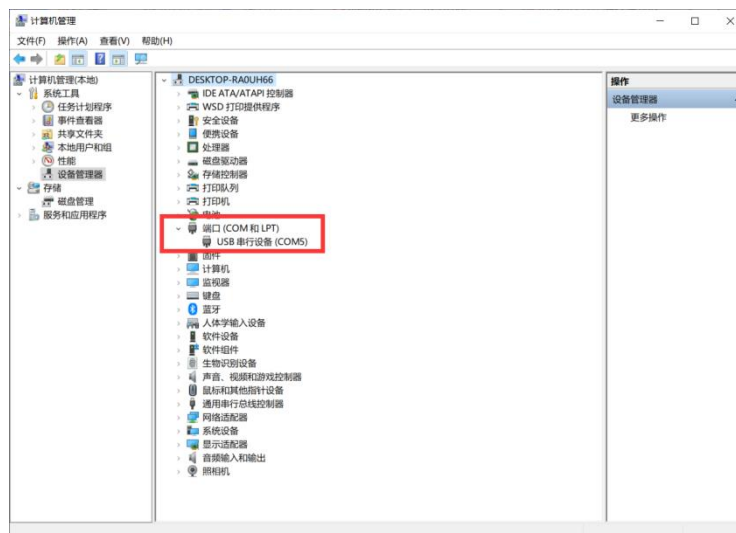 计算机管理
文件(F) 操作(A) 查看(V) 帮助(H)
计算机管理(本地)
系统工具
任务计划程序
事件查看器
共享文件夹
本地用户和组
性能
设备管理器
存储
磁盘管理
服务和应用程序
DESKTOP-RA0UH66
IDE ATA/ATAPI 控制器
WSD 打印提供程序
安全设备
便携设备
处理器
磁盘驱动器
存储控制器
打印队列
打印机
电池
端口 (COM 和 LPT)
USB 串行设备 (COM5)
固件
计算机
监视器
键盘
蓝牙
人体学输入设备
软件设备
软件组件
生物识别设备
声音、视频和游戏控制器
鼠标和其他指针设备
通用串行总线控制器
网络适配器
系统设备
显示适配器
音频输入和输出
照相机
操作
设备管理器
更多操作